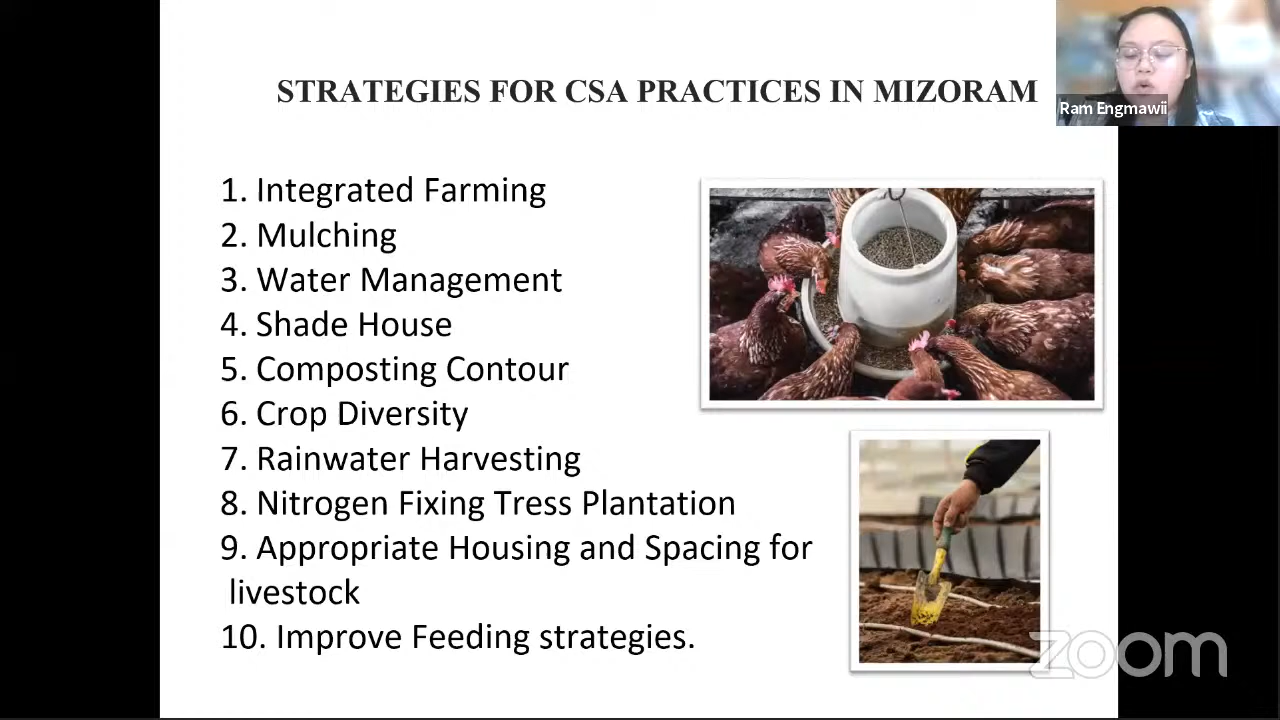 STRATEGIES FOR CSA PRACTICES IN MIZORAM
Ram Engmawii
1. Integrated Farming
2. Mulching
3. Water Management
4. Shade House
5. Composting Contour
6. Crop Diversity
7. Rainwater Harvesting
8. Nitrogen Fixing Tress Plantation
9. Appropriate Housing and Spacing for
livestock
10. Improve Feeding strategies.
zoom